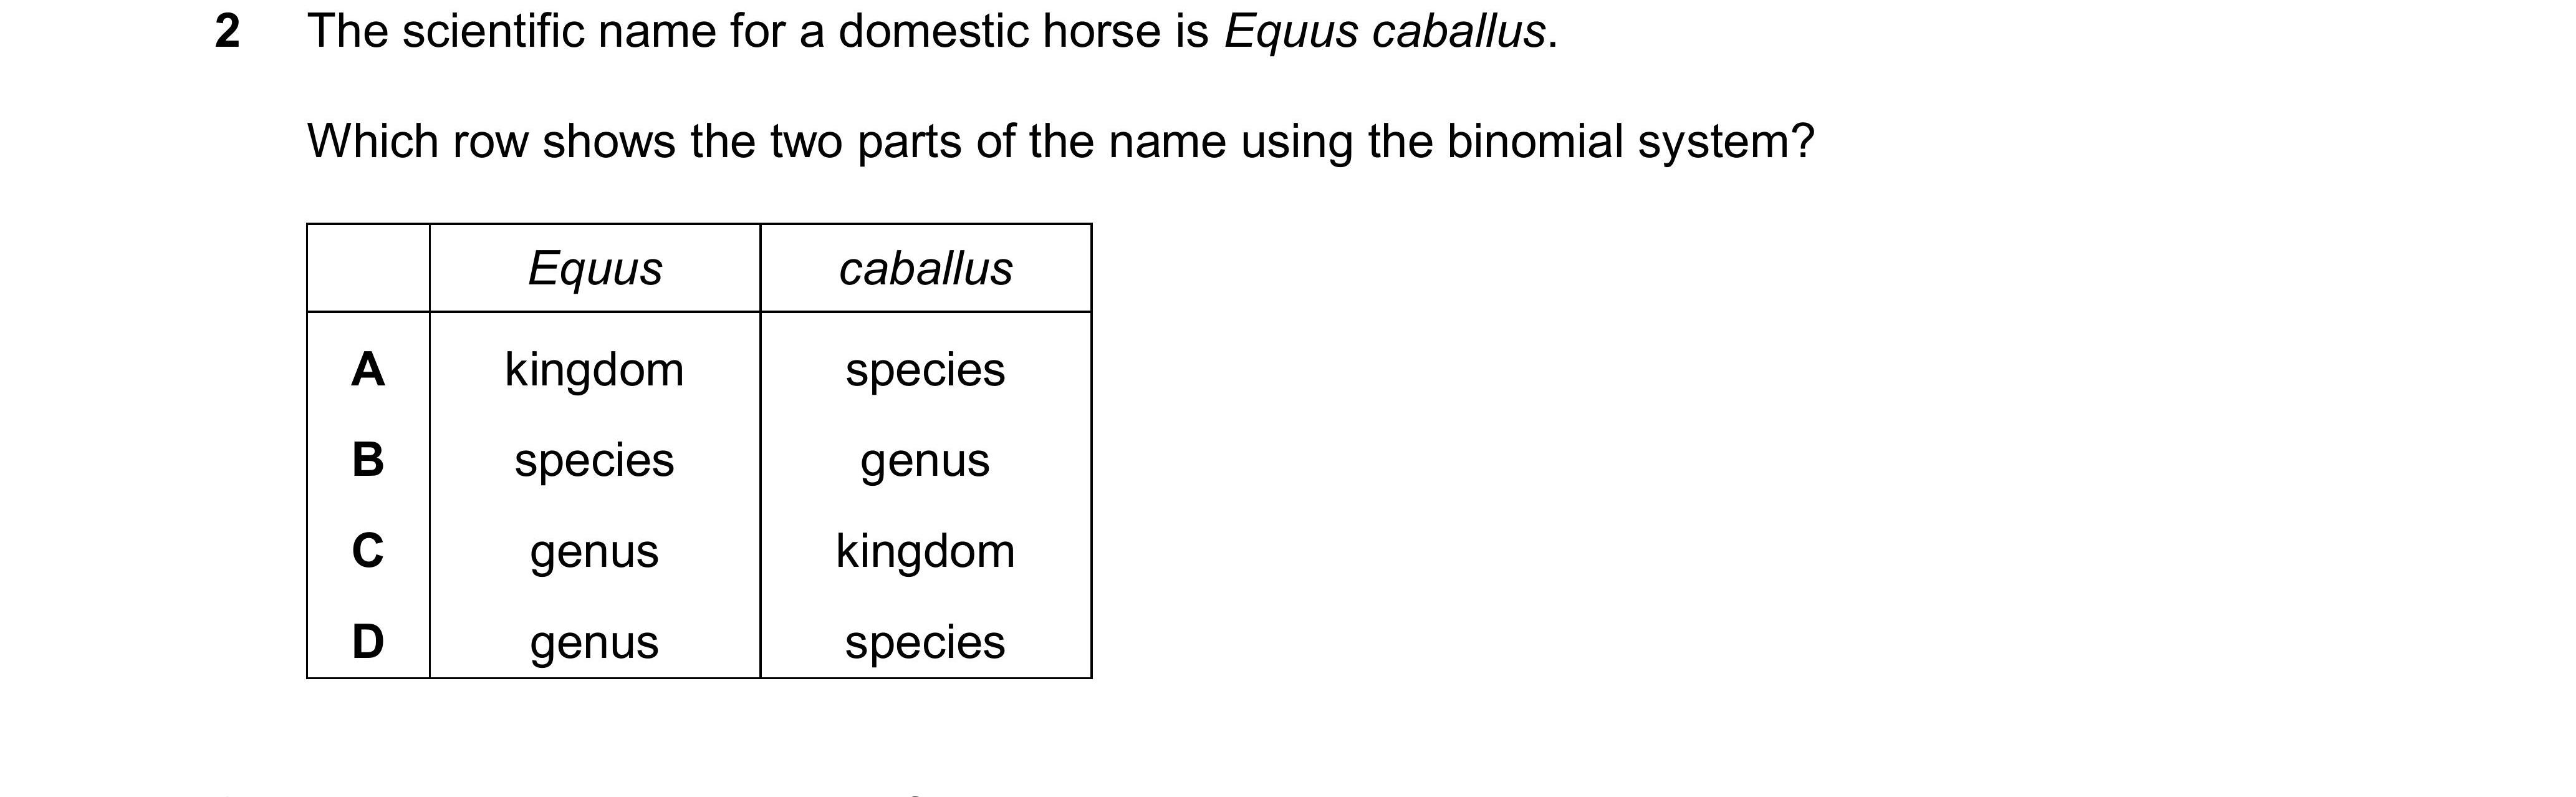 2 The scientific name for a domestic horse is Equus caballus.
Which row shows the two parts of the name using the binomial system?
Equus caballus
A kingdom species
B species genus
C genus kingdom
D genus species